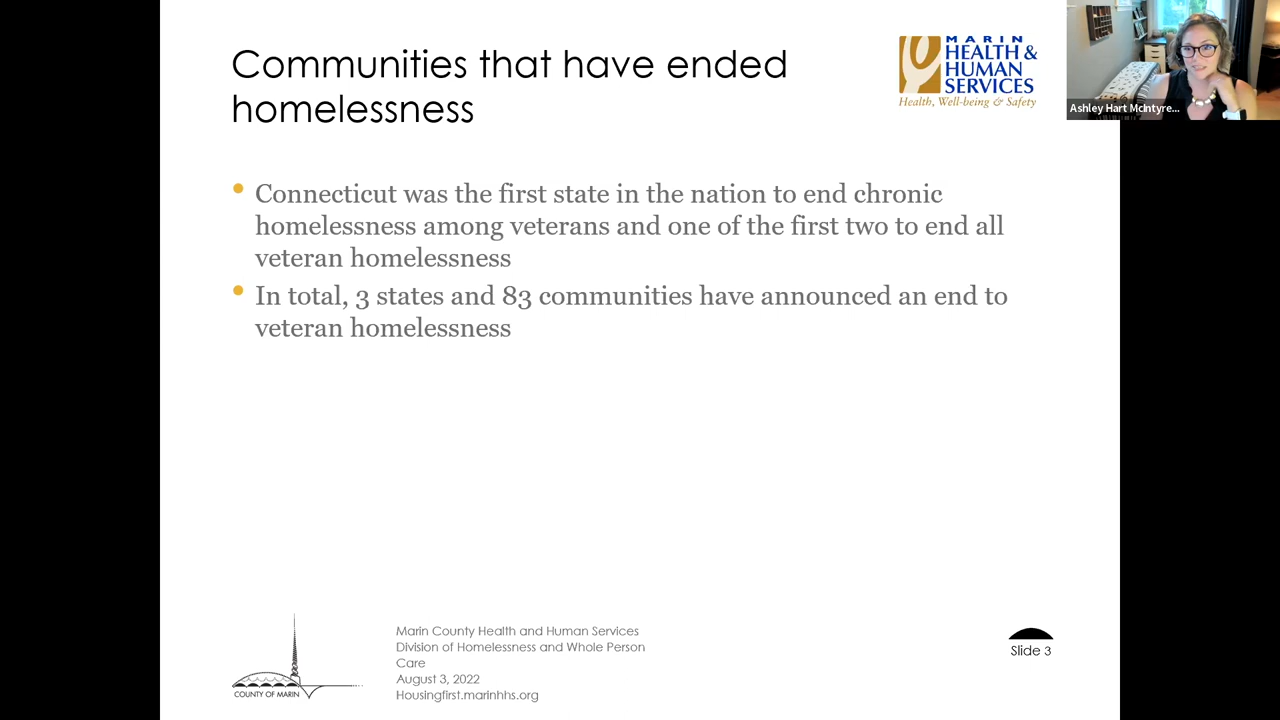 Communities that have ended
homelessness
MARIN
HEALTH &
HUMAN
SERVICES
Health, Well-being & Safety
Ashley Hart McIntyre...
• Connecticut was the first state in the nation to end chronic
homelessness among veterans and one of the first two to end all
veteran homelessness
• In total, 3 states and 83 communities have announced an end to
veteran homelessness
COUNTY OF MARIN
Marin County Health and Human Services
Division of Homelessness and Whole Person
Care
August 3, 2022
Housingfirst.marinhhs.org
Slide 3